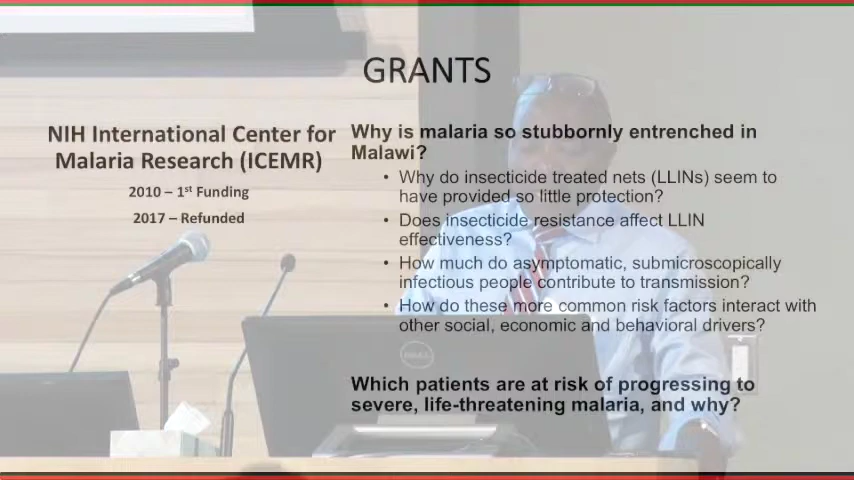 GRANTS
NIH International Center for
Malaria Research (ICEMR)
2010 – 1st Funding
2017 – Refunded
Why is malaria so stubbornly entrenched in
Malawi?
• Why do insecticide treated nets (LLINs) seem to
have provided so little protection?
• Does insecticide resistance affect LLIN
effectiveness?
• How much do asymptomatic, submicroscopically
infectious people contribute to transmission?
• How do these more common risk factors interact with
other social, economic and behavioral drivers?
Which patients are at risk of progressing to
severe, life-threatening malaria, and why?
DELL